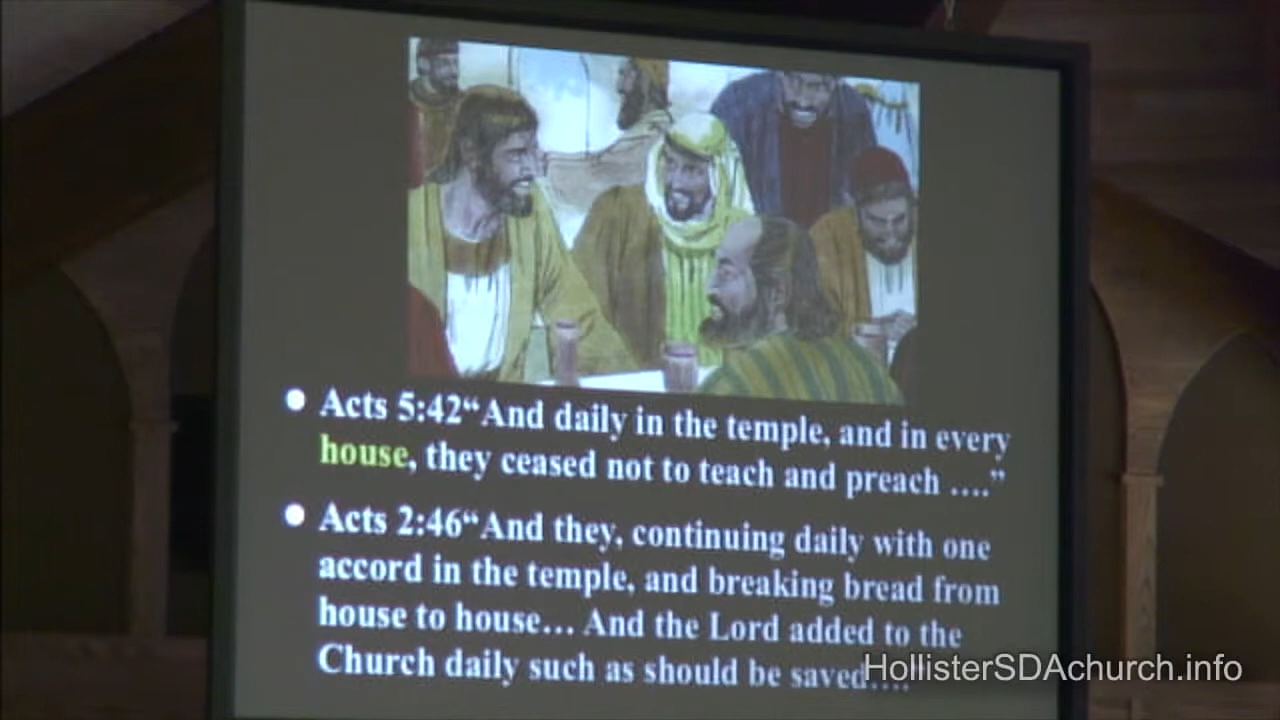 • Acts 5:42“And daily in the temple, and in every
house, they ceased not to teach and preach ….”
• Acts 2:46“And they, continuing daily with one
accord in the temple, and breaking bread from
house to house… And the Lord added to the
Church daily such as should be saved….
HollisterSDAchurch.info